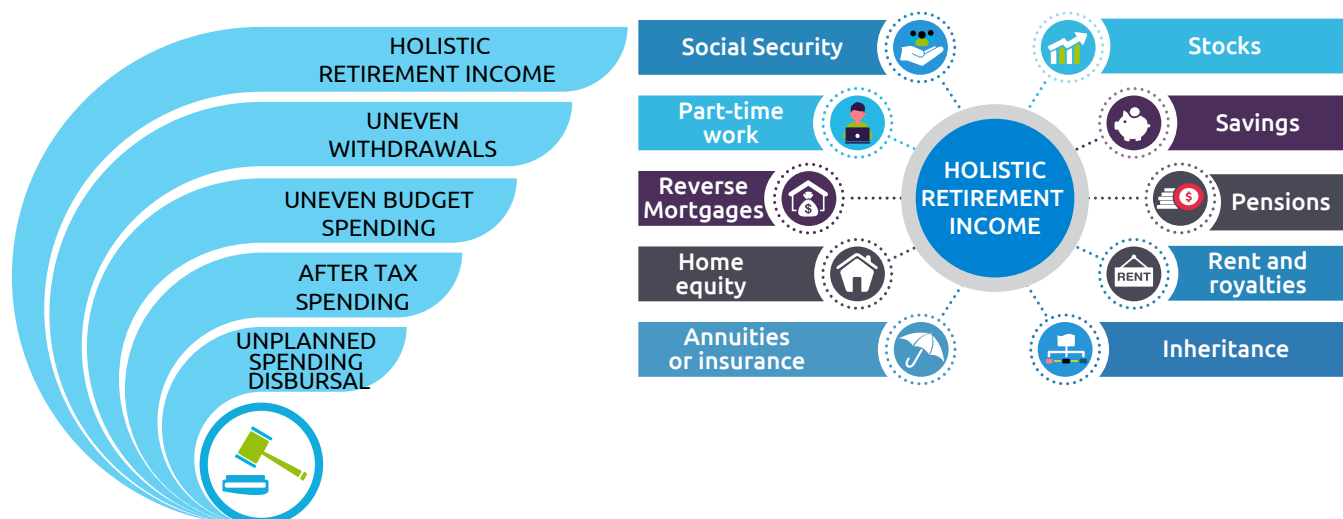 HOLISTIC
RETIREMENT INCOME
UNEVEN
WITHDRAWALS
UNEVEN BUDGET
SPENDING
AFTER TAX
SPENDING
UNPLANNED
SPENDING
DISBURSAL
Social Security
Part-time
work
Reverse
Mortgages
$
Home
equity
Annuities
or insurance
HOLISTIC
RETIREMENT
INCOME
Stocks
Savings
$
Pensions
RENT
Rent and
royalties
Inheritance